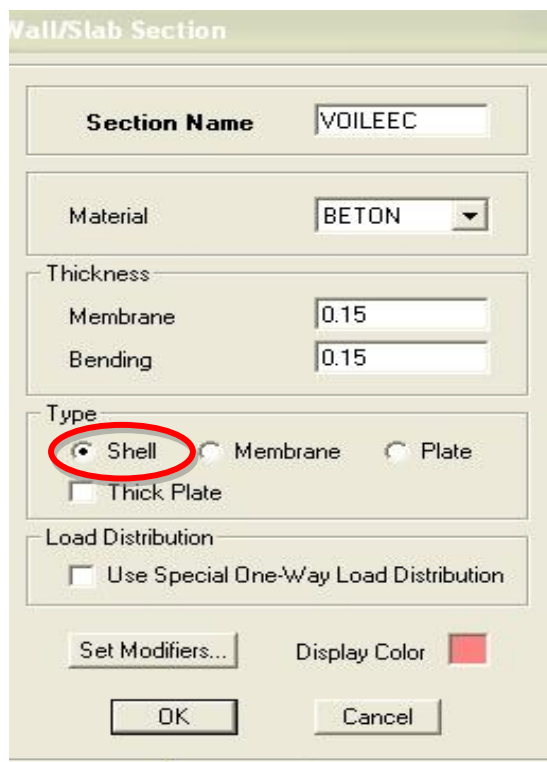 Wall/Slab Section
Section Name VOILEEC
Material BETON
Thickness
Membrane 0.15
Bending 0.15
Type
Shell Membrane Plate
Thick Plate
Load Distribution
Use Special One-Way Load Distribution
Set Modifiers... Display Color
OK Cancel